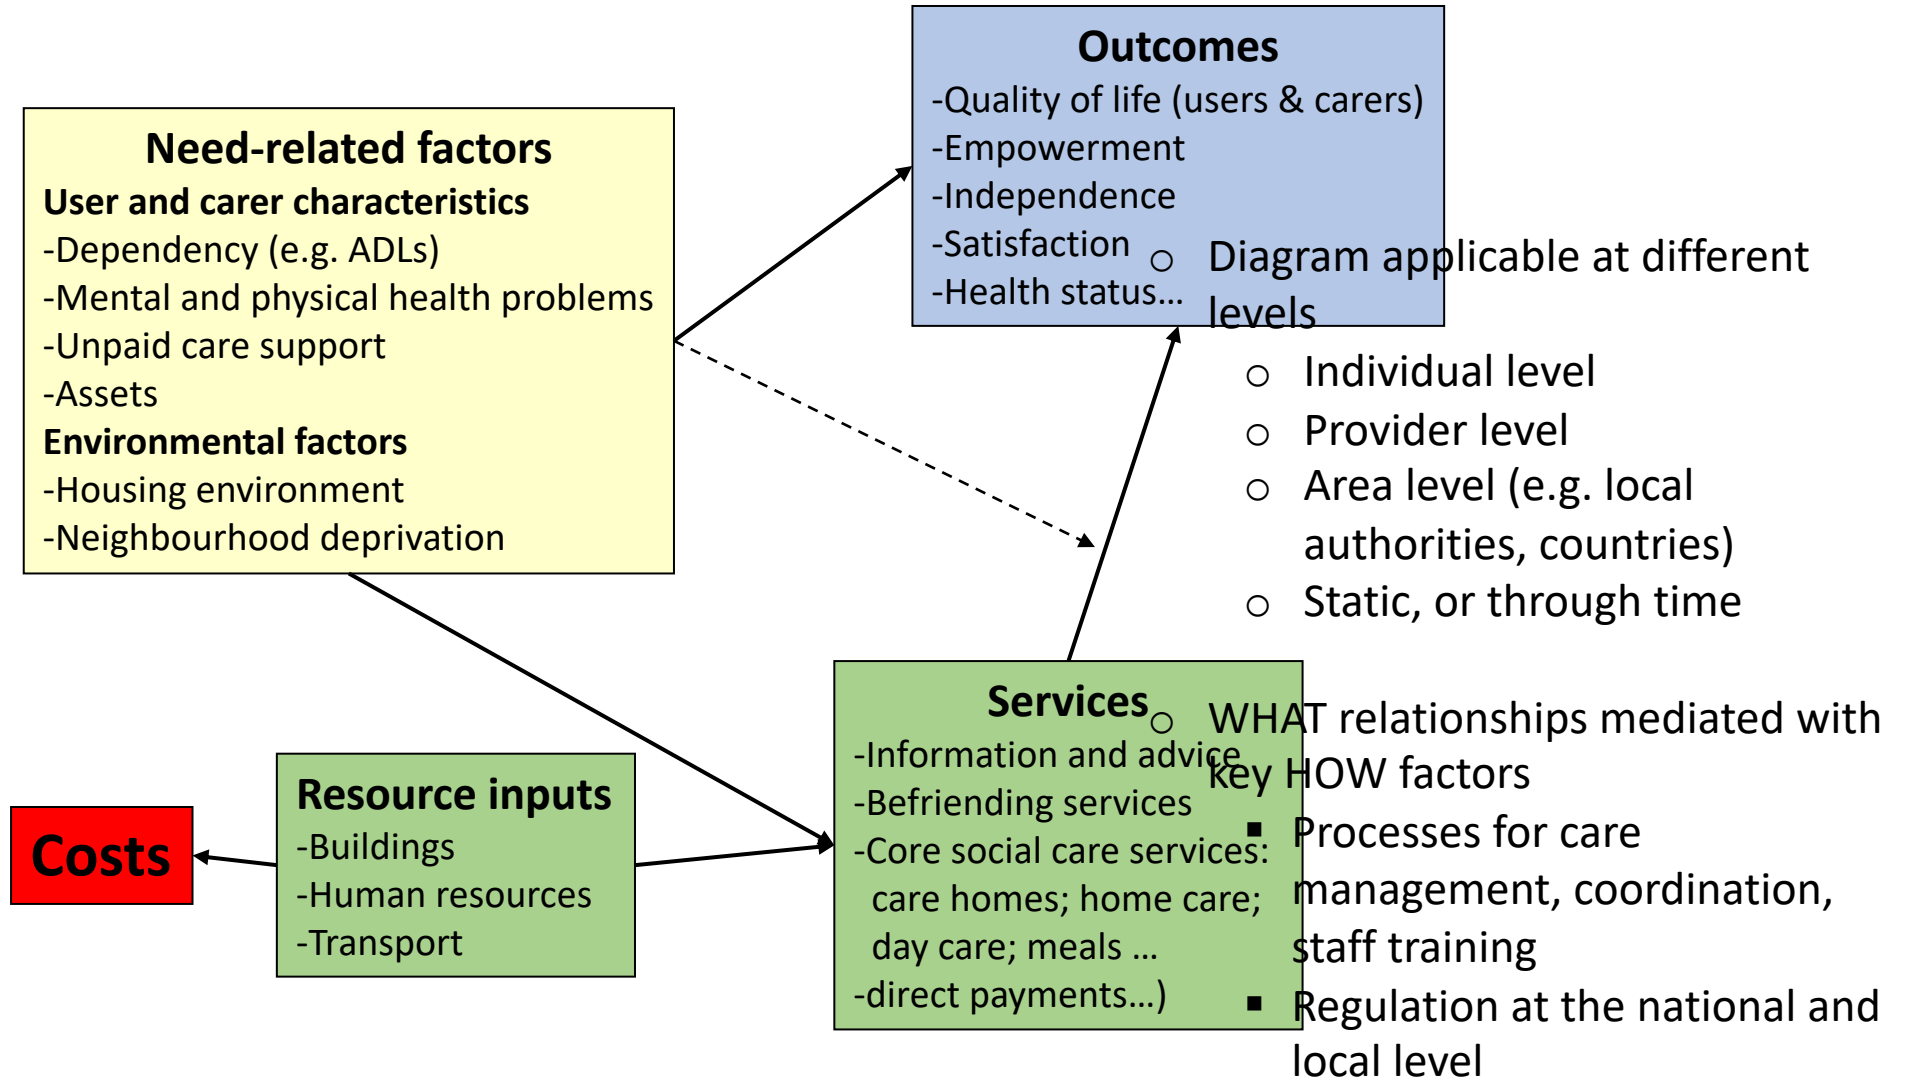 Need-related factors
User and carer characteristics
-Dependency (e.g. ADLs)
-Mental and physical health problems
-Unpaid care support
-Assets
Environmental factors
-Housing environment
-Neighbourhood deprivation
Outcomes
-Quality of life (users & carers)
-Empowerment
-Independence
-Satisfaction
-Health status...
Costs
Resource inputs
-Buildings
-Human resources
-Transport
Services
-Information and advice
-Befriending services
-Core social care services:
care homes; home care;
day care; meals ...
-direct payments...)
○ Diagram applicable at different
levels
○ Individual level
○ Provider level
○ Area level (e.g. local
authorities, countries)
○ Static, or through time
○ WHAT relationships mediated with
key HOW factors
▪ Processes for care
management, coordination,
staff training
▪ Regulation at the national and
local level